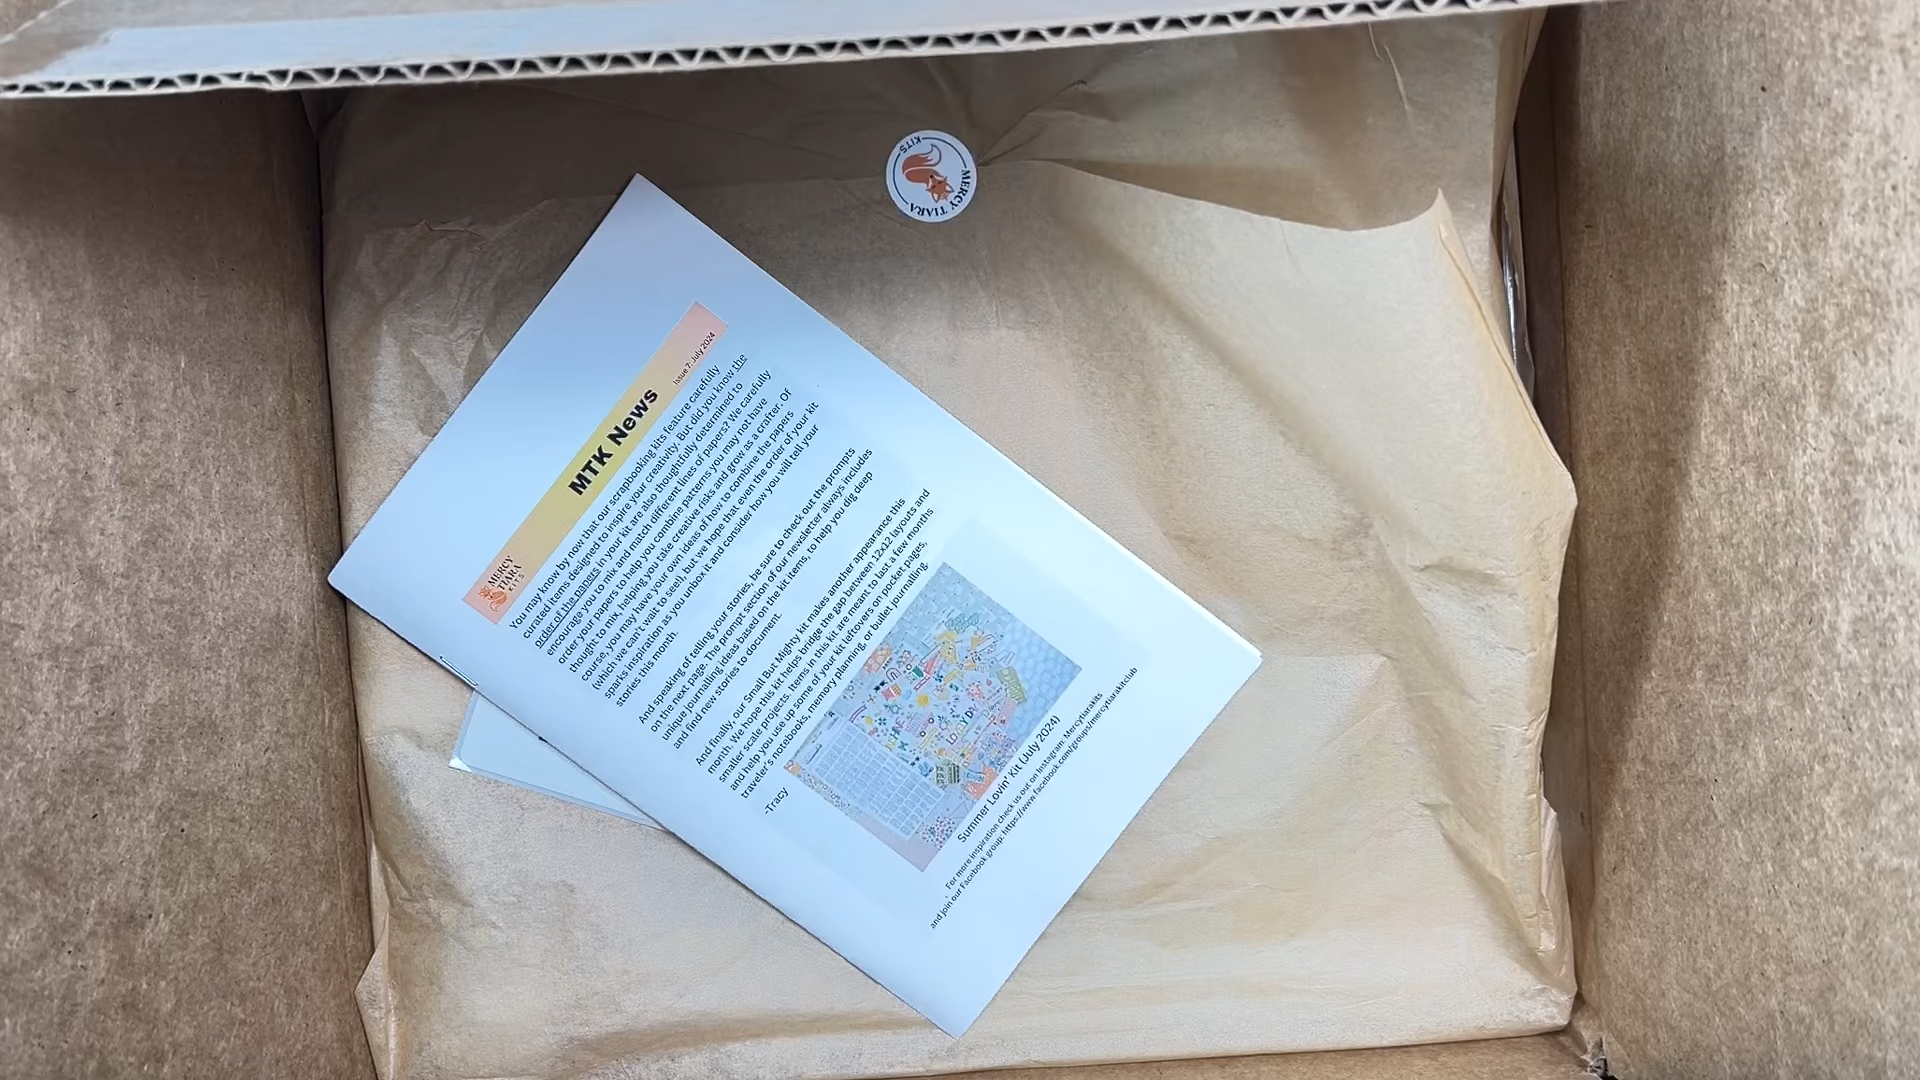 MERCY TIARA
KITS
MERCY
TIARA
KITS
MTK News
Issue 7: July 2024
You may know by now that our scrapbooking kits feature carefully
curated items designed to inspire your creativity. But did you know the
order of the papers in your kit are also thoughtfully determined to
encourage you to mix and match different lines of papers? We carefully
order your papers to help you combine patterns you may not have
thought to mix, helping you take creative risks and grow as a crafter. Of
course, you may have your own ideas of how to combine the papers
(which we can't wait to see!), but we hope that even the order of your kit
sparks inspiration as you unbox it and consider how you will tell your
stories this month.
And speaking of telling your stories, be sure to check out the prompts
on the next page. The prompt section of our newsletter always includes
unique journalling ideas based on the kit items, to help you dig deep
and find new stories to document.
And finally, our Small But Mighty kit makes another appearance this
month. We hope this kit helps bridge the gap between 12x12 layouts and
smaller scale projects. Items in this kit are meant to last a few months
and help you use up some of your kit leftovers on pocket pages,
traveler's notebooks, memory planning, or bullet journalling.
-Tracy
Summer Lovin' Kit (July 2024)
For more inspiration check us out on Instagram: Mercytiarakits
and join our Facebook group: https://www.facebook.com/groups/mercytiarakitclub